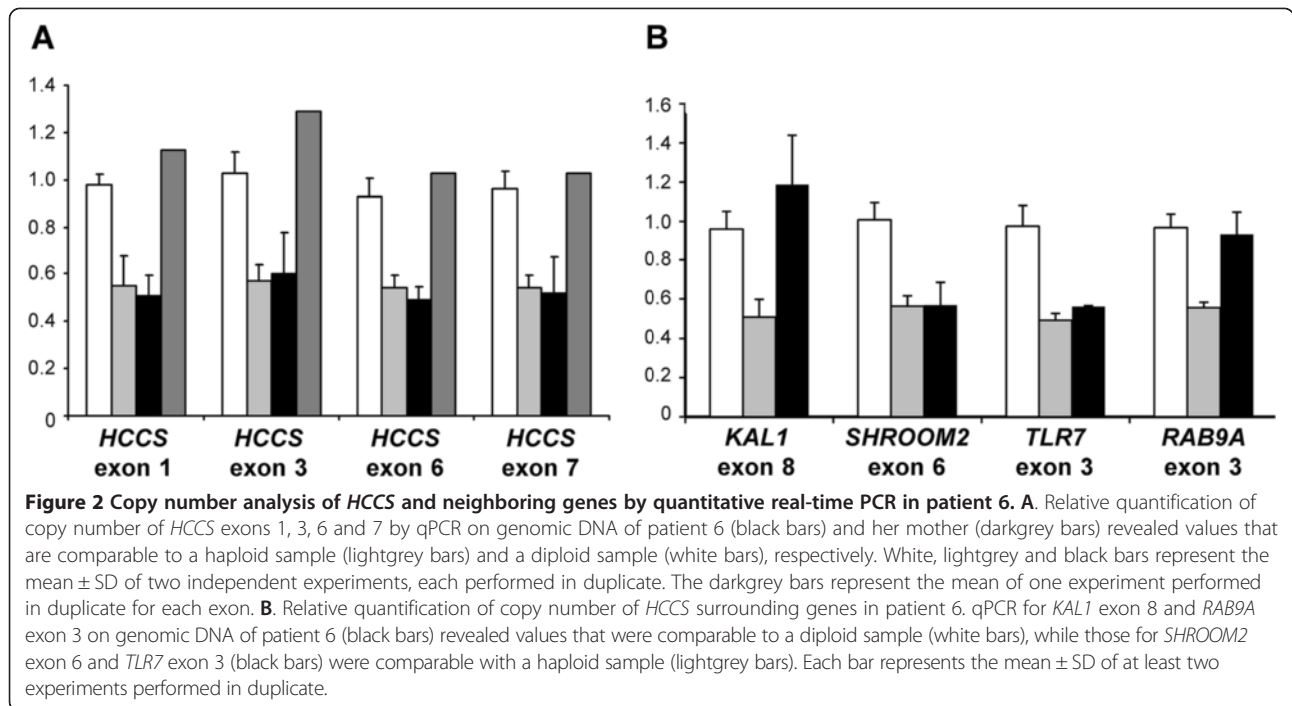 A
B
1.4
1.2
1.0
0.8
0.6
0.4
0.2
0
HCCS
exon 1
HCCS
exon 3
HCCS
exon 6
HCCS
exon 7
1.6
1.4
1.2
1.0
0.8
0.6
0.4
0.2
0
KAL1
exon 8
SHROOM2
exon 6
TLR7
exon 3
RAB9A
exon 3
Figure 2 Copy number analysis of HCCS and neighboring genes by quantitative real-time PCR in patient 6. A. Relative quantification of
copy number of HCCS exons 1, 3, 6 and 7 by qPCR on genomic DNA of patient 6 (black bars) and her mother (darkgrey bars) revealed values that
are comparable to a haploid sample (lightgrey bars) and a diploid sample (white bars), respectively. White, lightgrey and black bars represent the
mean ± SD of two independent experiments, each performed in duplicate. The darkgrey bars represent the mean of one experiment performed
in duplicate for each exon. B. Relative quantification of copy number of HCCS surrounding genes in patient 6. qPCR for KAL1 exon 8 and RAB9A
exon 3 on genomic DNA of patient 6 (black bars) revealed values that were comparable to a diploid sample (white bars), while those for SHROOM2
exon 6 and TLR7 exon 3 (black bars) were comparable with a haploid sample (lightgrey bars). Each bar represents the mean ± SD of at least two
experiments performed in duplicate.